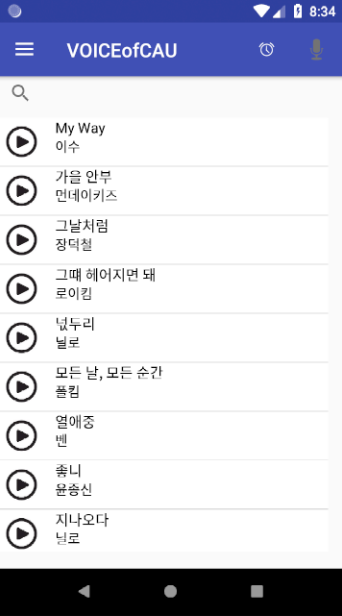 8:34
VOICEofCAU
My Way
이수
가을 안부
먼데이키즈
그날처럼
장덕철
그때 헤어지면 돼
로이킴
넋두리
닐로
모든 날, 모든 순간
폴킴
열애중
벤
좋니
윤종신
지나오다
닐로